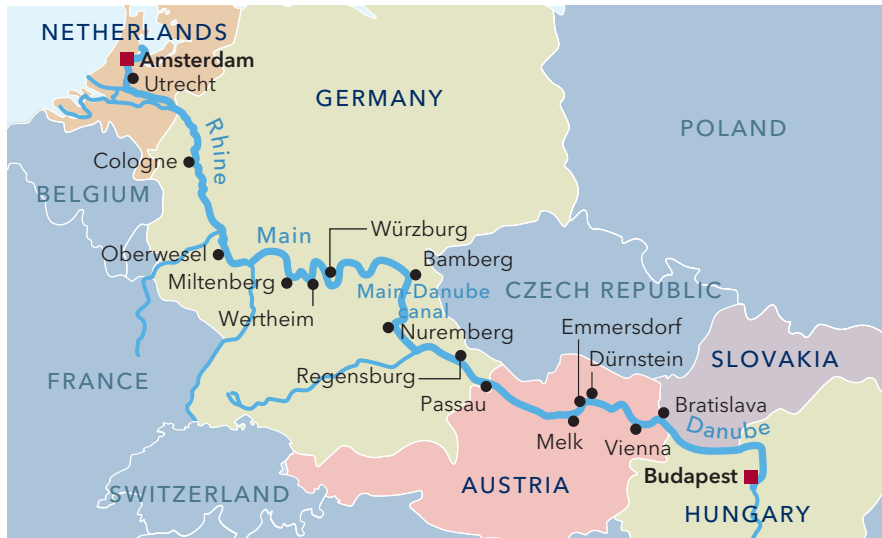 NETHERLANDS
Amsterdam
Utrecht
GERMANY
POLAND
Rhine
Cologne
BELGIUM
Oberwesel
Main
Würzburg
Bamberg
Miltenberg
Main-Danube
canal
CZECH REPUBLIC
Wertheim
Nuremberg
Emmersdorf
Dürnstein
SLOVAKIA
FRANCE
Regensburg
Passau
Bratislava
Melk
Vienna
Danube
Budapest
SWITZERLAND
AUSTRIA
HUNGARY